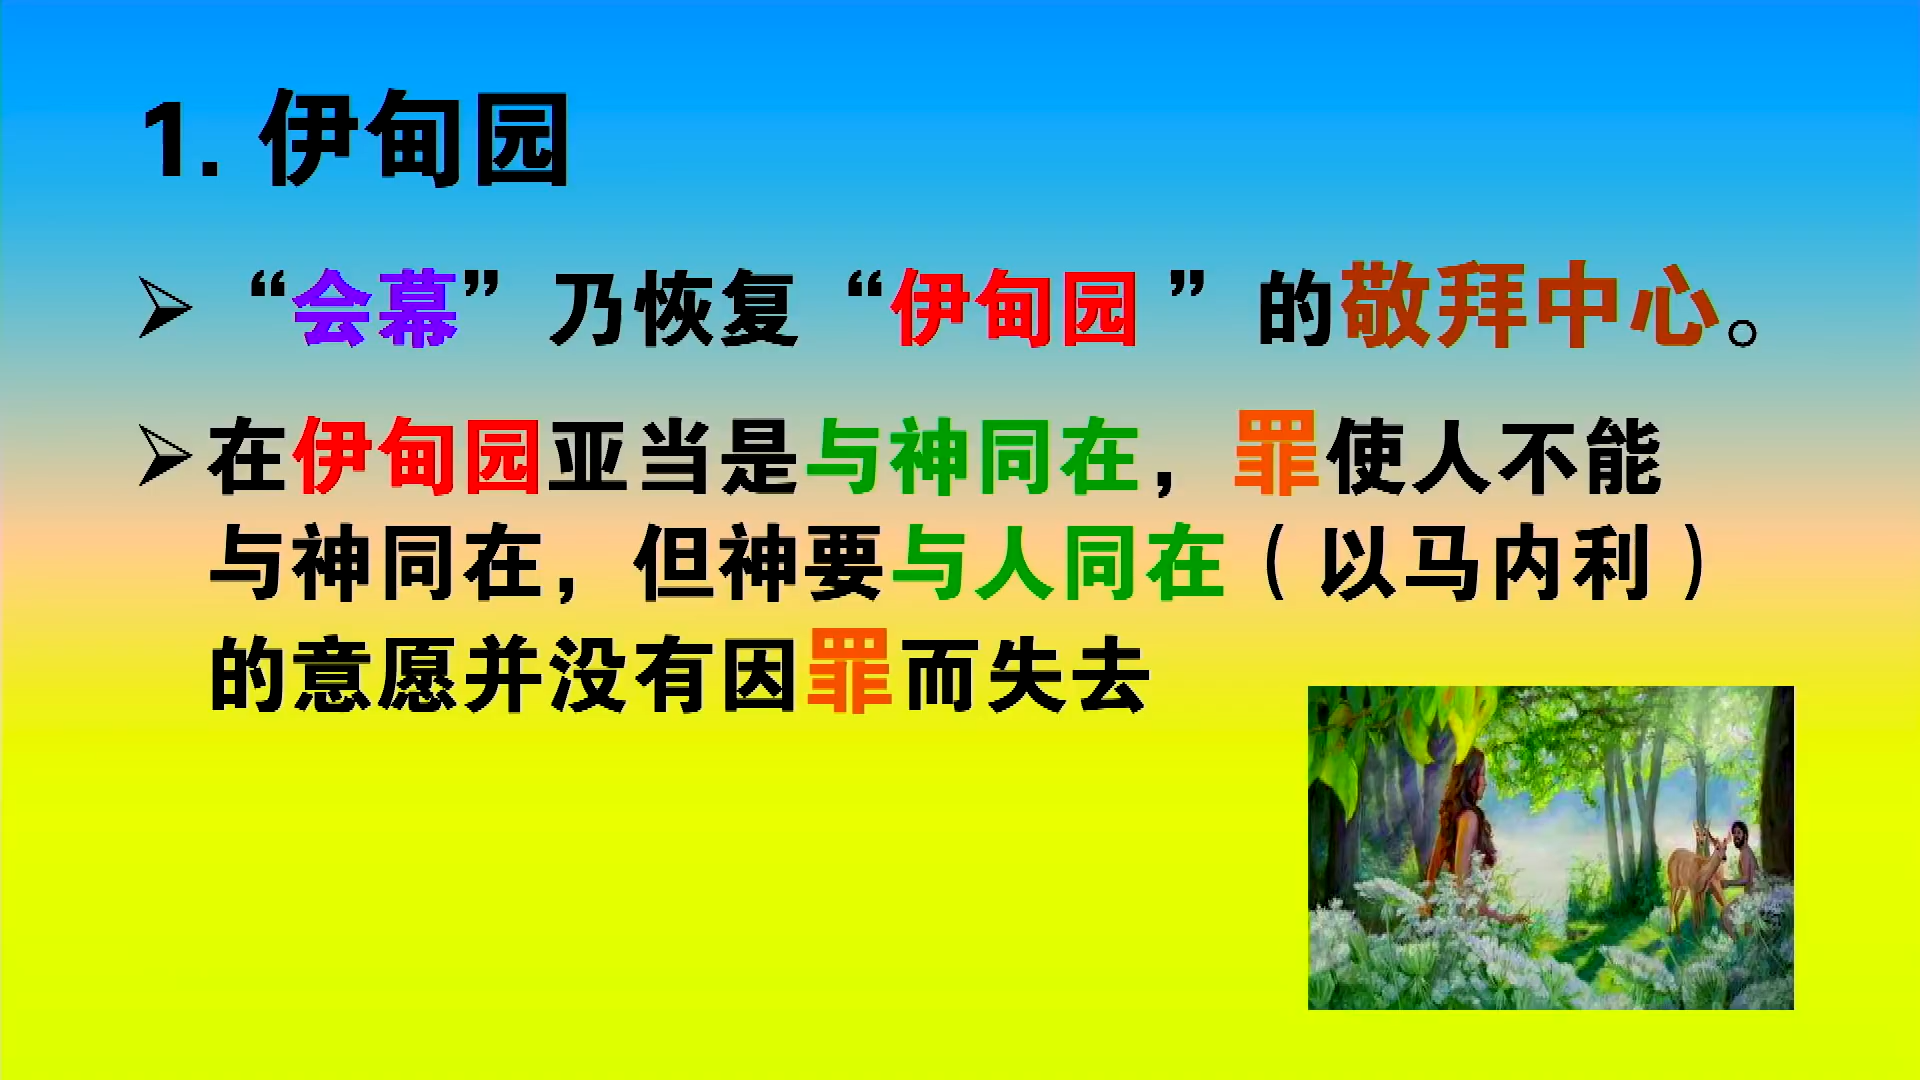 1. 伊甸园
“会幕”乃恢复“伊甸园 ”的敬拜中心。
在伊甸园亚当是与神同在，罪使人不能
与神同在，但神要与人同在（以马内利）
的意愿并没有因罪而失去